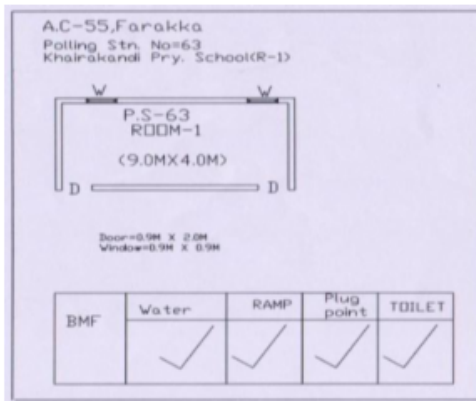 A.C-55,Farakka
Polling Stn. No=63
Khairakandi Pry. School(R-1)
W W
P.S-63
ROOM-1
(9.0MX4.0M)
D D
Door=0.9M X 2.0M
Window=0.9M X 0.9M
BMF Water RAMP Plug point TOILET